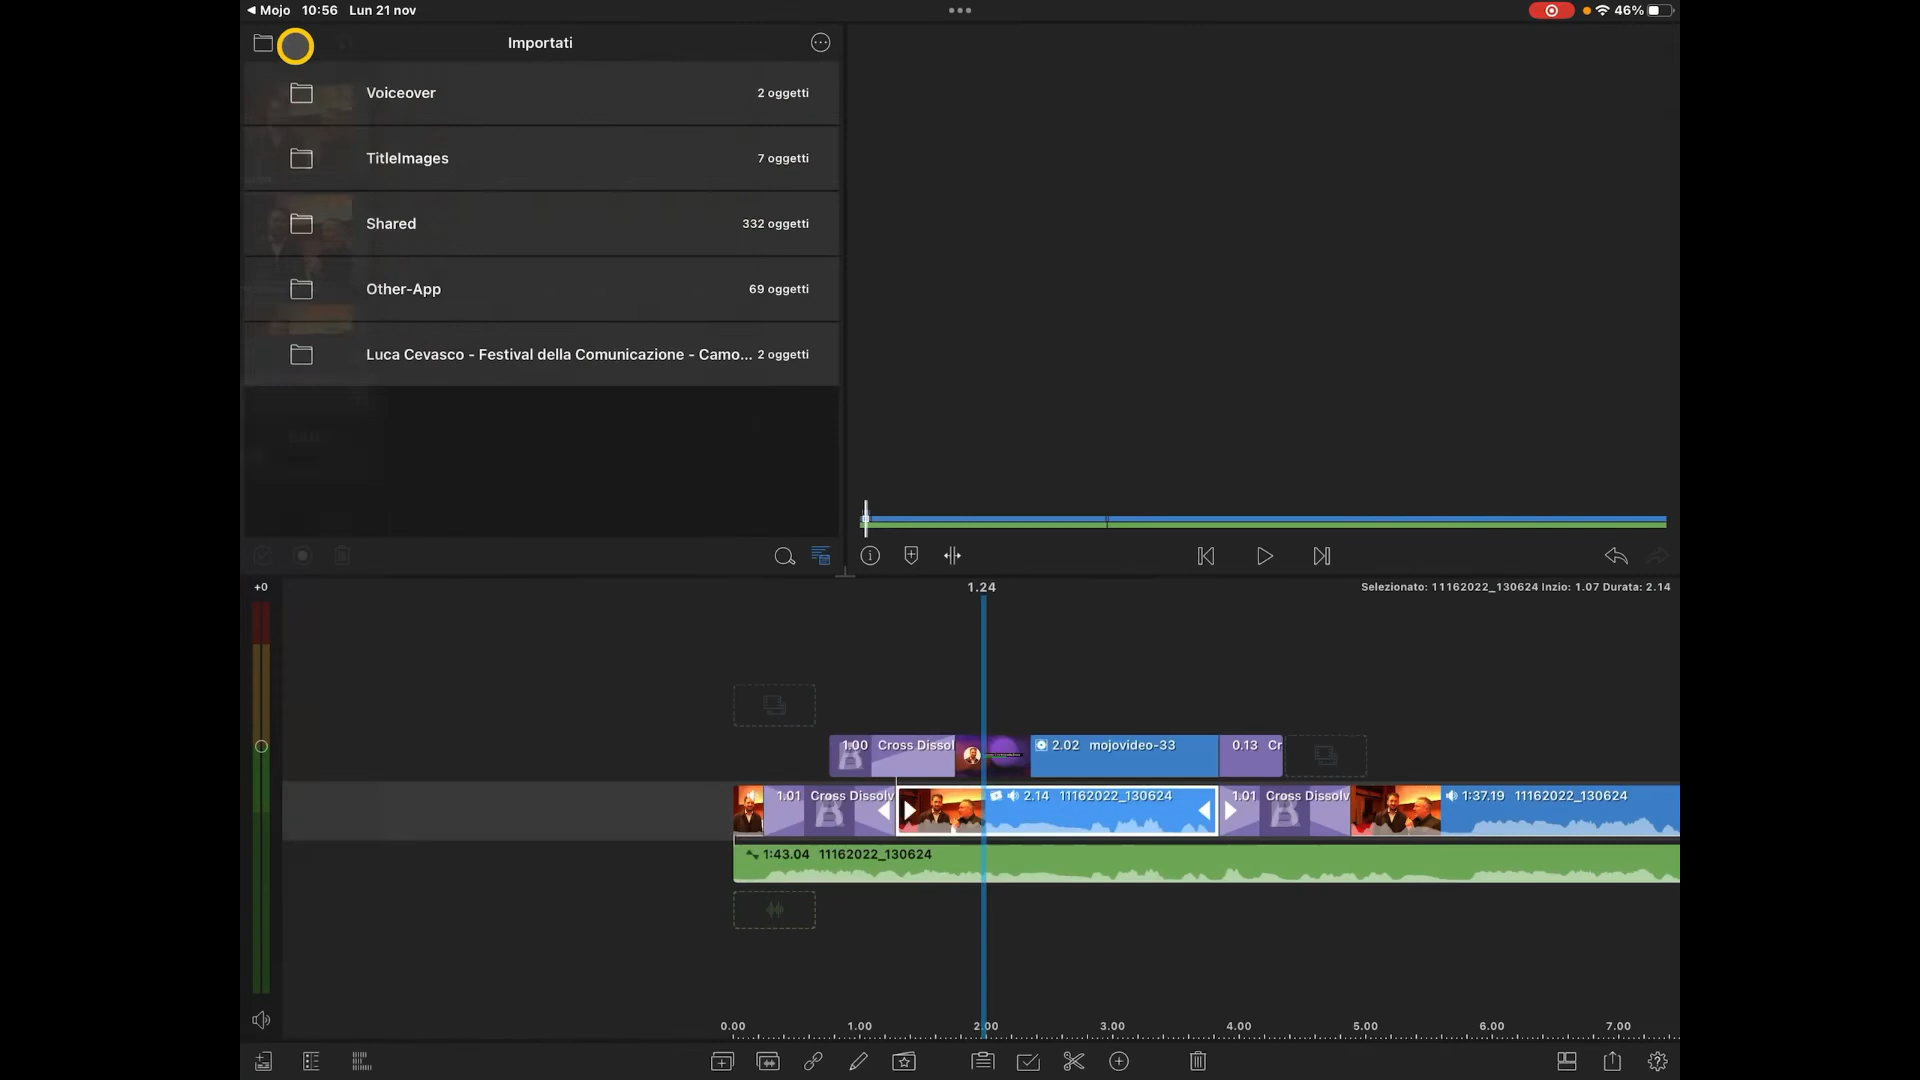 ◀ Mojo 10:56 Lun 21 nov
46%
Importati
Voiceover 2 oggetti
TitleImages 7 oggetti
Shared 332 oggetti
Other-App 69 oggetti
Luca Cevasco - Festival della Comunicazione - Camo... 2 oggetti
+0
1.24
Selezionato: 11162022_130624 Inzio: 1.07 Durata: 2.14
1.00 Cross Dissol
2.02 mojovideo-33
0.13 Cr
1.01 Cross Dissolv
2.14 11162022_130624
1.01 Cross Dissolv
1:37.19 11162022_130624
1:43.04 11162022_130624
0.00 1.00 2.00 3.00 4.00 5.00 6.00 7.00